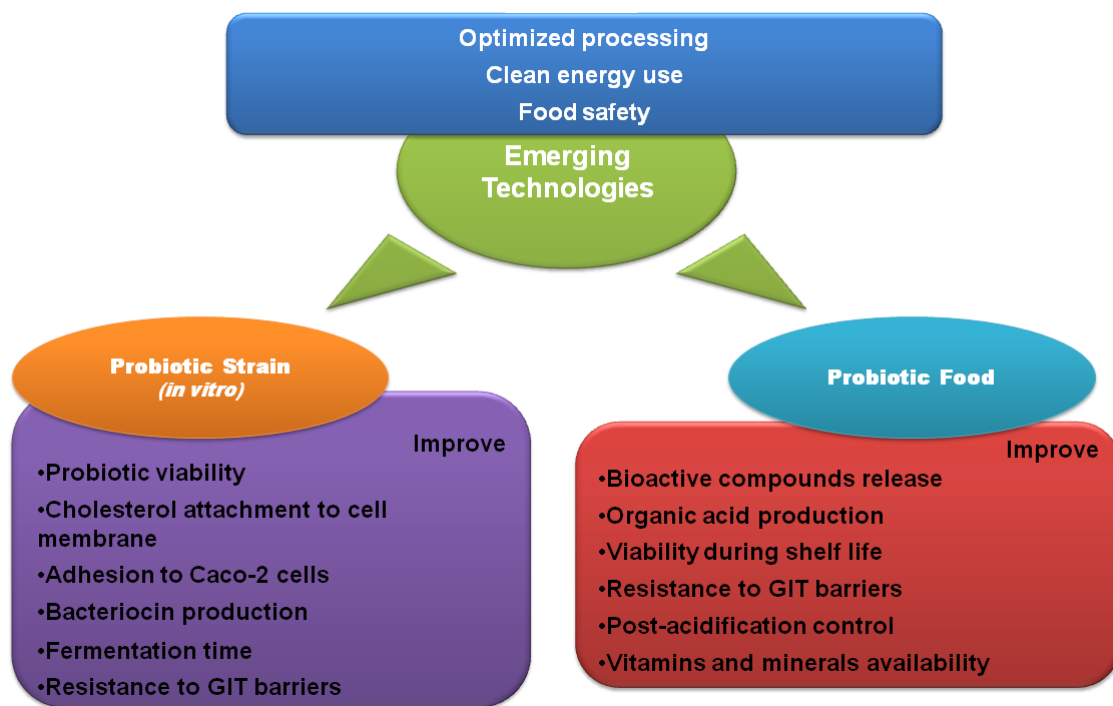 Optimized processing
Clean energy use
Food safety
Emerging
Technologies
Probiotic Strain
(in vitro)
Improve
•Probiotic viability
•Cholesterol attachment to cell
membrane
•Adhesion to Caco-2 cells
•Bacteriocin production
•Fermentation time
•Resistance to GIT barriers
Probiotic Food
Improve
•Bioactive compounds release
•Organic acid production
•Viability during shelf life
•Resistance to GIT barriers
•Post-acidification control
•Vitamins and minerals availability